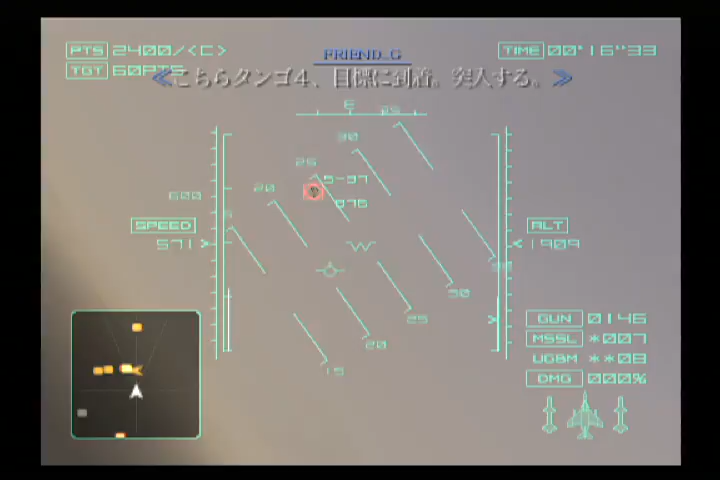 PTS 2400/<C>
FRIEND_G
TIME 00'16"33
TGT 60PTS
≪こちらタンゴ4、目標に到着。突入する。≫
E
30
25
20
600
SPEED
571
ALT
1909
30
25
20
15
GUN 0146
MSSL *007
UGBM **08
DMG 000%